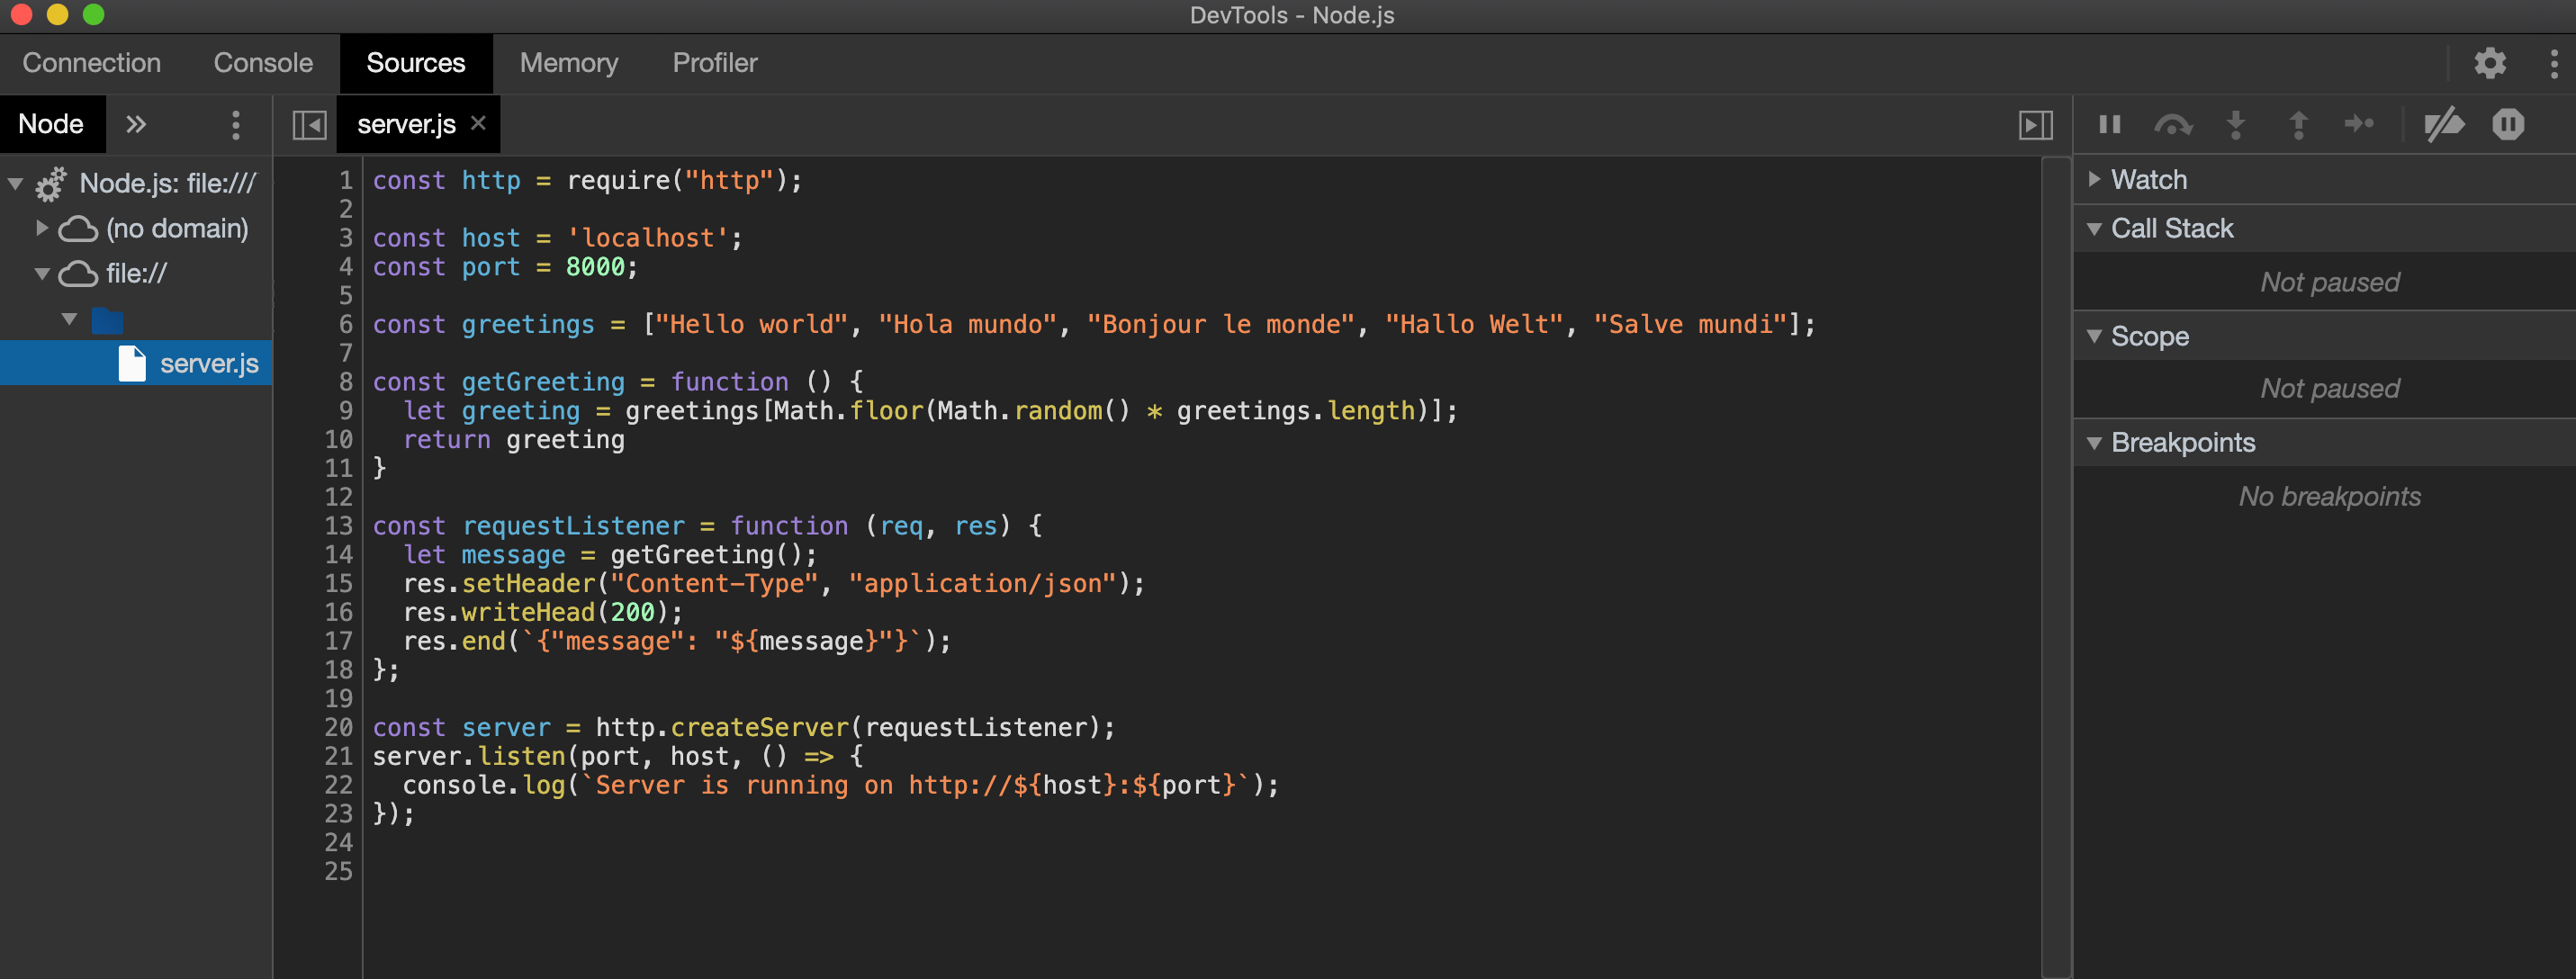 DevTools - Node.js
Connection Console Sources Memory Profiler
Node
server.js
Node.js: file:///
(no domain)
file://
server.js
1 const http = require("http");
2
3 const host = 'localhost';
4 const port = 8000;
5
6 const greetings = ["Hello world", "Hola mundo", "Bonjour le monde", "Hallo Welt", "Salve mundi"];
7
8 const getGreeting = function () {
9   let greeting = greetings[Math.floor(Math.random() * greetings.length)];
10   return greeting
11 }
12
13 const requestListener = function (req, res) {
14   let message = getGreeting();
15   res.setHeader("Content-Type", "application/json");
16   res.writeHead(200);
17   res.end(`{"message": "${message}"}`);
18 };
19
20 const server = http.createServer(requestListener);
21 server.listen(port, host, () => {
22   console.log(`Server is running on http://${host}:${port}`);
23 });
24
25
Watch
Call Stack
Not paused
Scope
Not paused
Breakpoints
No breakpoints